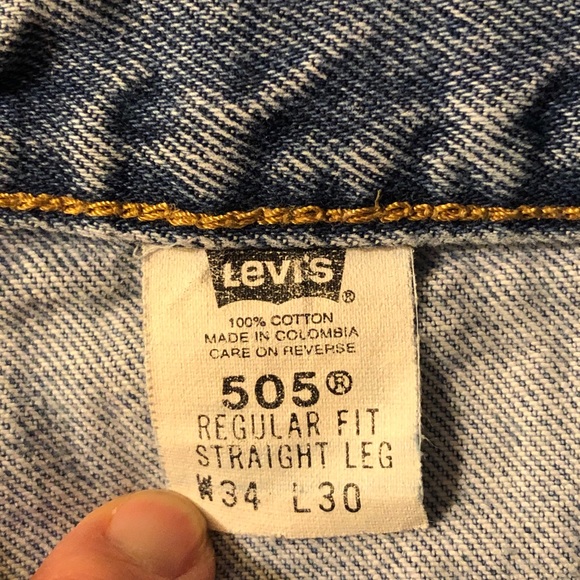 Levi's ®
100% COTTON
MADE IN COLOMBIA
CARE ON REVERSE
505®
REGULAR FIT
STRAIGHT LEG
W34 L30